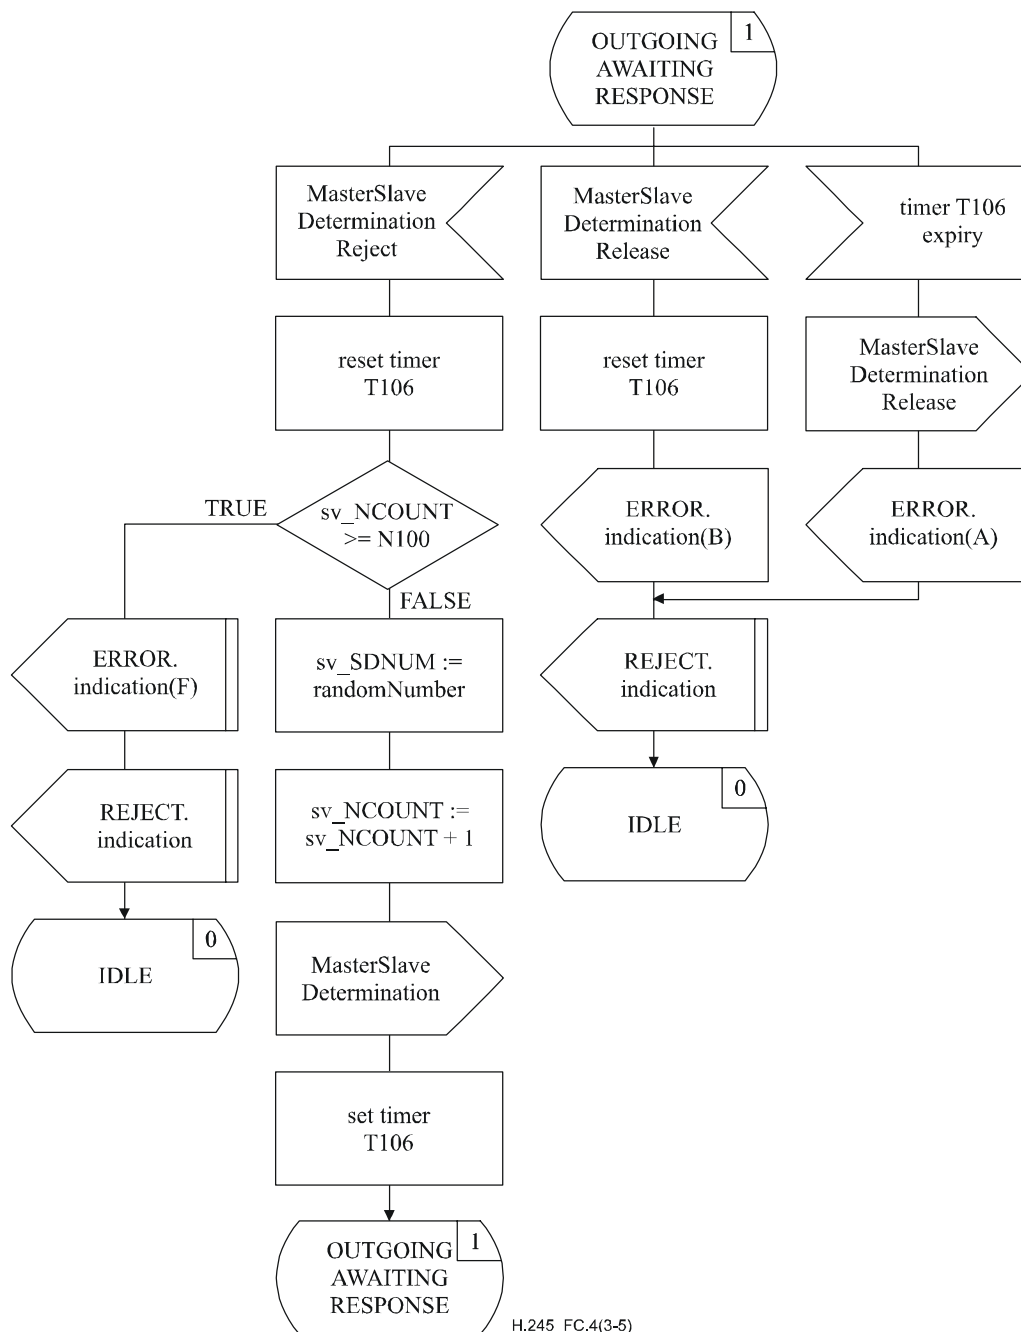 OUTGOING
AWAITING
RESPONSE
1
MasterSlave
Determination
Reject
MasterSlave
Determination
Release
timer T106
expiry
reset timer
T106
reset timer
T106
MasterSlave
Determination
Release
TRUE
sv_NCOUNT
>= N100
FALSE
ERROR.
indication(B)
ERROR.
indication(A)
ERROR.
indication(F)
sv_SDNUM :=
randomNumber
REJECT.
indication
REJECT.
indication
sv_NCOUNT :=
sv_NCOUNT + 1
IDLE
0
IDLE
0
MasterSlave
Determination
set timer
T106
OUTGOING
AWAITING
RESPONSE
1
H.245_FC.4(3-5)